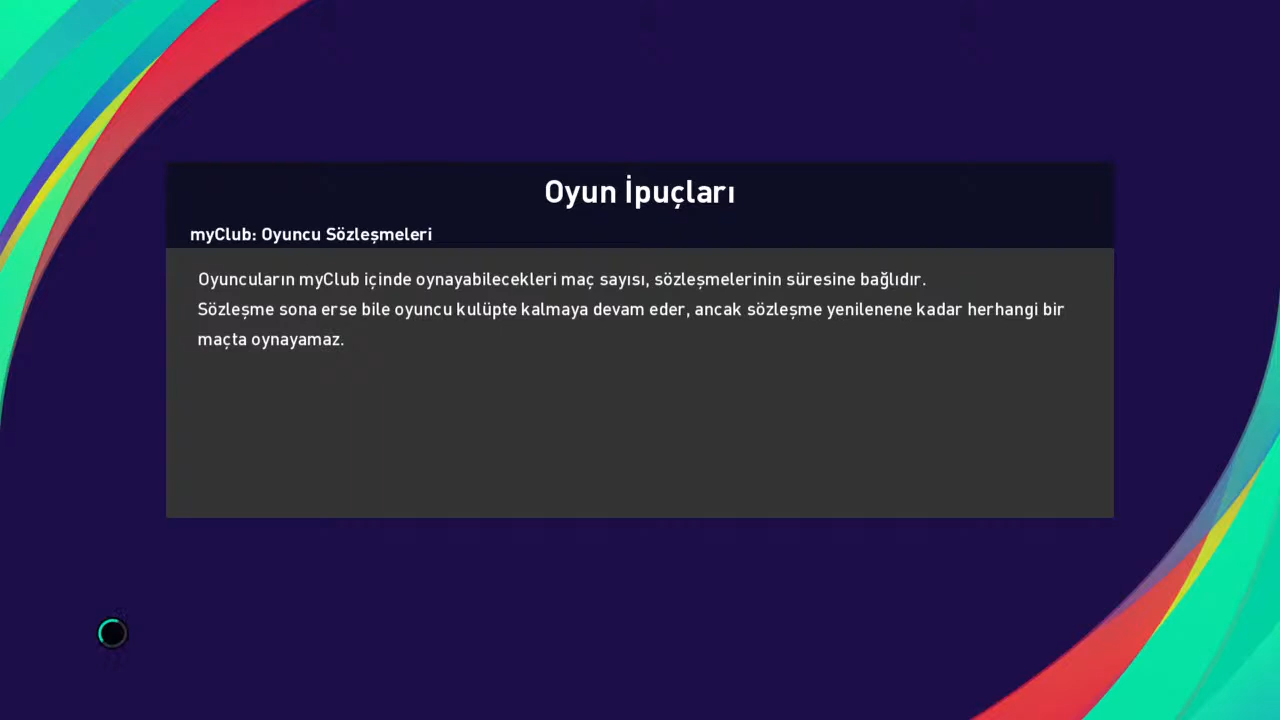 Oyun İpuçları
myClub: Oyuncu Sözleşmeleri
Oyuncuların myClub içinde oynayabilecekleri maç sayısı, sözleşmelerinin süresine bağlıdır.
Sözleşme sona erse bile oyuncu kulüpte kalmaya devam eder, ancak sözleşme yenilenene kadar herhangi bir
maçta oynayamaz.